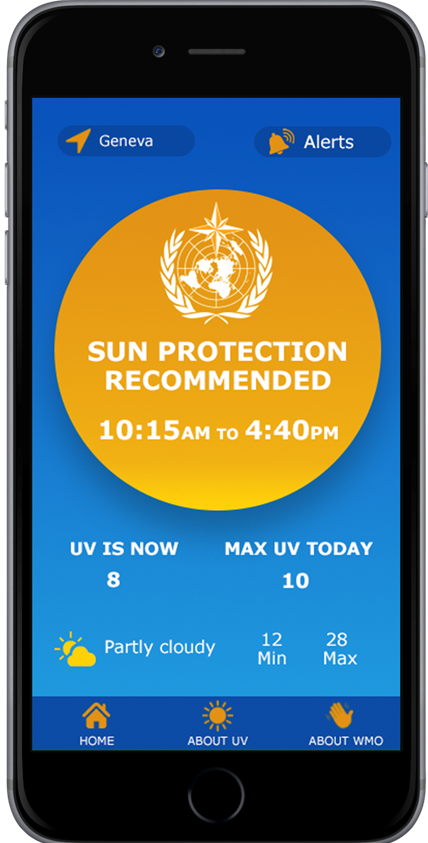 Geneva
Alerts
SUN PROTECTION
RECOMMENDED
10:15AM TO 4:40PM
UV IS NOW
MAX UV TODAY
8
10
Partly cloudy
12
28
Min
Max
HOME
ABOUT UV
ABOUT WMO